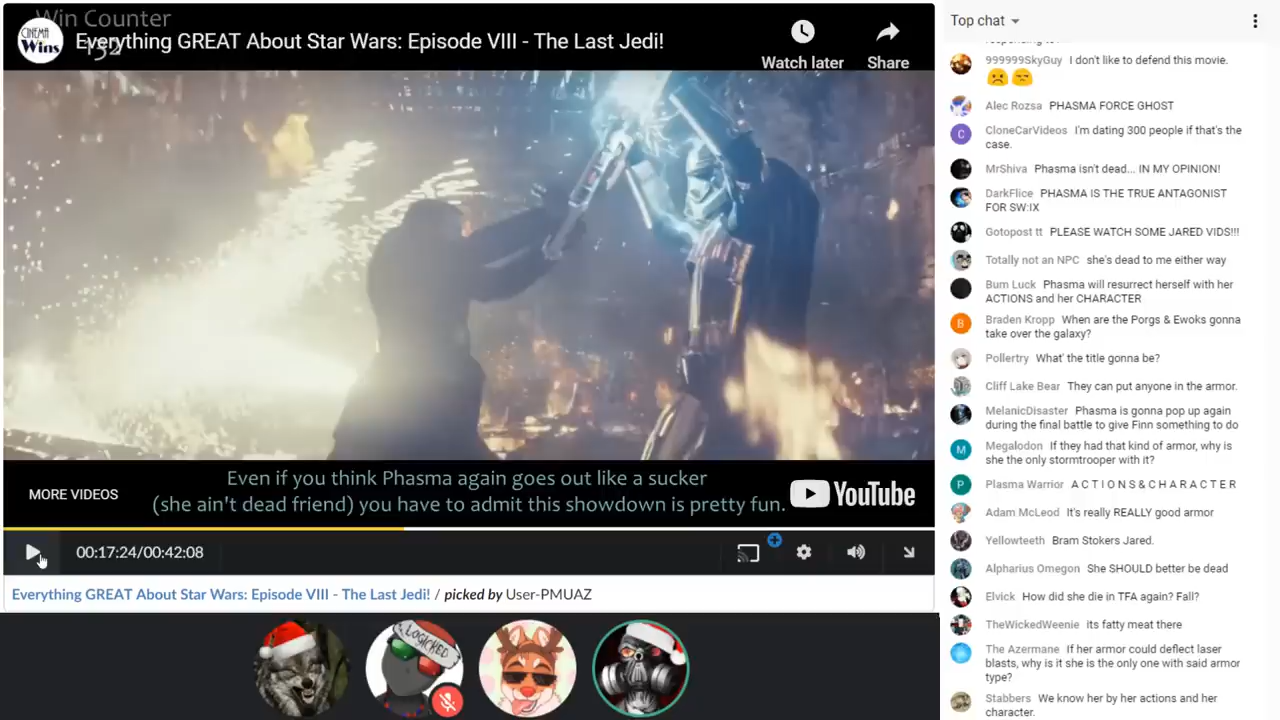 Win Counter
132
CINEMA
Wins
Everything GREAT About Star Wars: Episode VIII - The Last Jedi!
Watch later
Share
Even if you think Phasma again goes out like a sucker
(she ain't dead friend) you have to admit this showdown is pretty fun.
MORE VIDEOS
YouTube
00:17:24/00:42:08
Everything GREAT About Star Wars: Episode VIII - The Last Jedi! / picked by User-PMUAZ
LOGICKED
Top chat
999999SkyGuy I don't like to defend this movie.
Alec Rozsa PHASMA FORCE GHOST
C
CloneCarVideos I'm dating 300 people if that's the
case.
MrShiva Phasma isn't dead... IN MY OPINION!
DarkFlice PHASMA IS THE TRUE ANTAGONIST
FOR SW:IX
Gotopost tt PLEASE WATCH SOME JARED VIDS!!!
Totally not an NPC she's dead to me either way
Bum Luck Phasma will resurrect herself with her
ACTIONS and her CHARACTER
B
Braden Kropp When are the Porgs & Ewoks gonna
take over the galaxy?
Pollertry What' the title gonna be?
Cliff Lake Bear They can put anyone in the armor.
MelanicDisaster Phasma is gonna pop up again
during the final battle to give Finn something to do
M
Megalodon If they had that kind of armor, why is
she the only stormtrooper with it?
P
Plasma Warrior A C T I O N S & C H A R A C T E R
Adam McLeod It's really REALLY good armor
Yellowteeth Bram Stokers Jared.
Alpharius Omegon She SHOULD better be dead
Elvick How did she die in TFA again? Fall?
TheWickedWeenie its fatty meat there
The Azermane If her armor could deflect laser
blasts, why is it she is the only one with said armor
type?
Stabbers We know her by her actions and her
character.